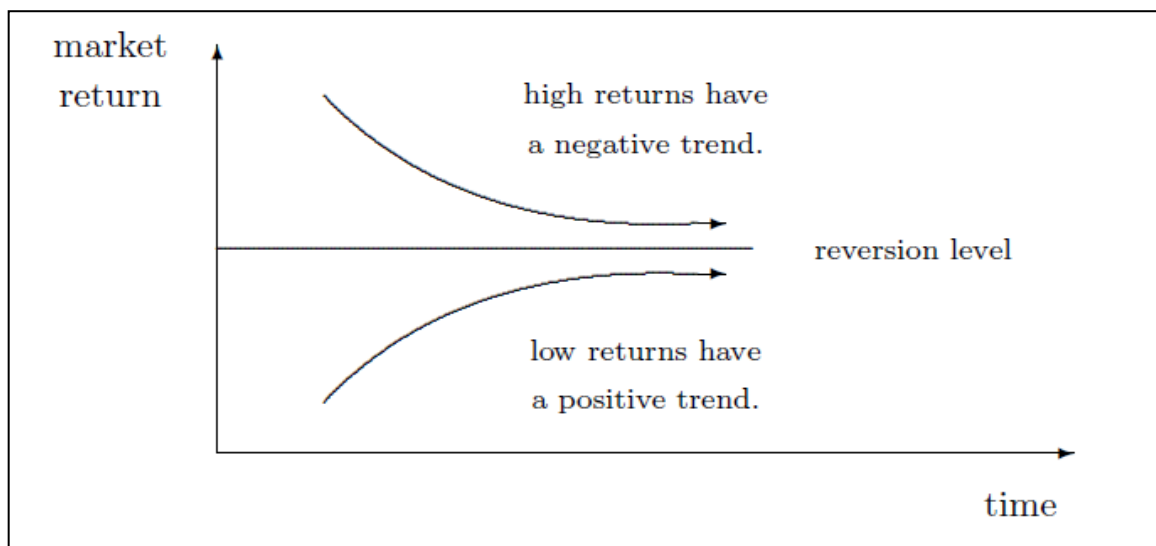 market
return
high returns have
a negative trend.
reversion level
low returns have
a positive trend.
time